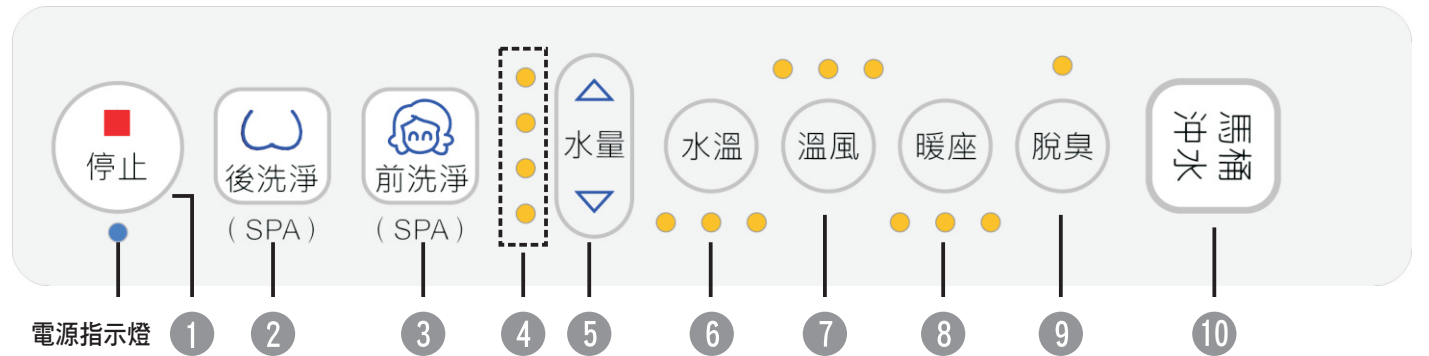 停止
後洗淨
(SPA)
前洗淨
(SPA)
水量
水溫
溫風
暖座
脫臭
馬桶
沖水
電源指示燈
1
2
3
4
5
6
7
8
9
10